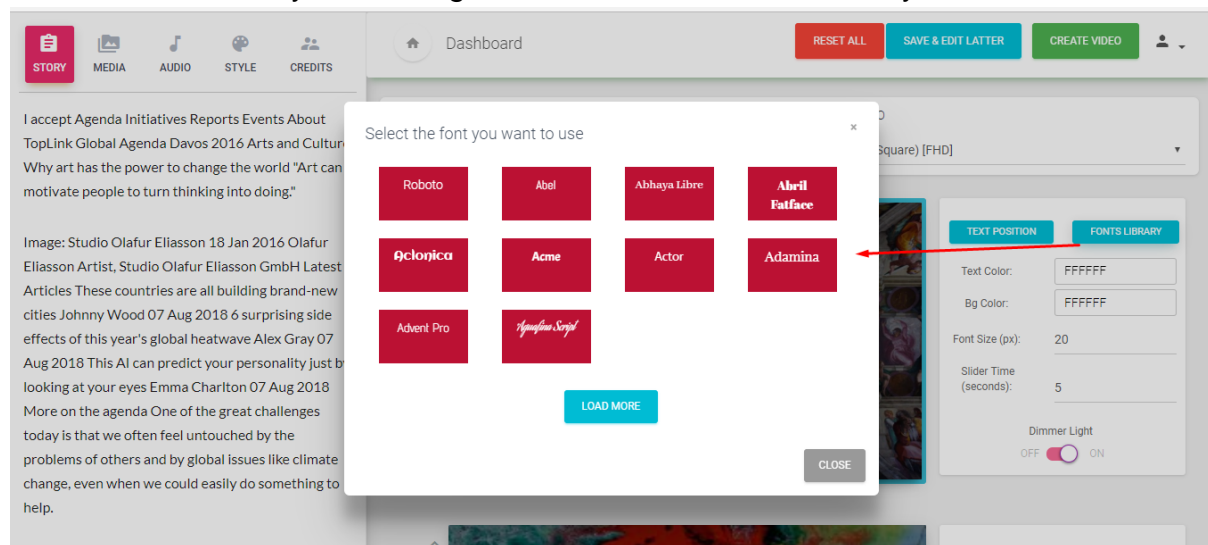 STORY
MEDIA
AUDIO
STYLE
CREDITS
Dashboard
RESET ALL
SAVE & EDIT LATTER
CREATE VIDEO
I accept Agenda Initiatives Reports Events About
TopLink Global Agenda Davos 2016 Arts and Cultur
Why art has the power to change the world "Art can
motivate people to turn thinking into doing."
Image: Studio Olafur Eliasson 18 Jan 2016 Olafur
Eliasson Artist, Studio Olafur Eliasson GmbH Latest
Articles These countries are all building brand-new
cities Johnny Wood 07 Aug 2018 6 surprising side
effects of this year's global heatwave Alex Gray 07
Aug 2018 This AI can predict your personality just b
looking at your eyes Emma Charlton 07 Aug 2018
More on the agenda One of the great challenges
today is that we often feel untouched by the
problems of others and by global issues like climate
change, even when we could easily do something to
help.
Select the font you want to use
×
Roboto
Abel
Abhaya Libre
Abril
Fatface
Aclonica
Acme
Actor
Adamina
Advent Pro
Aguafina Script
LOAD MORE
CLOSE
Square) [FHD]
TEXT POSITION
FONTS LIBRARY
Text Color:
FFFFFF
Bg Color:
FFFFFF
Font Size (px):
20
Slider Time
(seconds):
5
Dimmer Light
OFF
ON